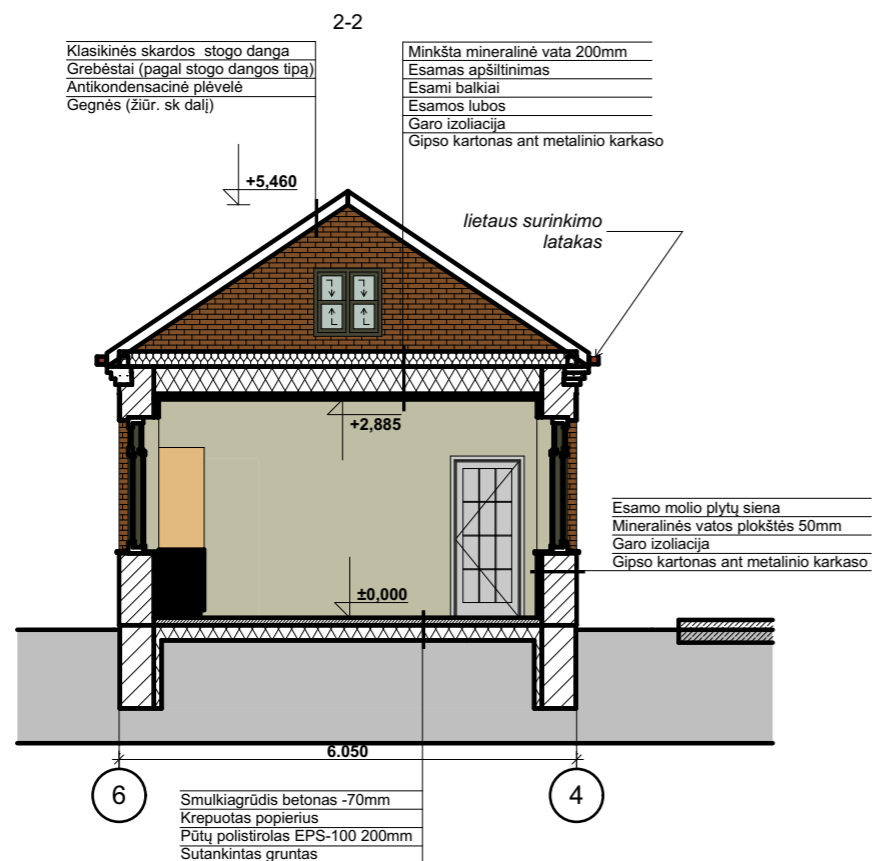 2-2
Klasikinės skardos stogo danga
Grebėstai (pagal stogo dangos tipą)
Antikondensacinė plėvelė
Gegnės (žiūr. sk dalį)
Minkšta mineralinė vata 200mm
Esamas apšiltinimas
Esami balkiai
Esamos lubos
Garo izoliacija
Gipso kartonas ant metalinio karkaso
+5,460
lietaus surinkimo
latakas
+2,885
Esamo molio plytų siena
Mineralinės vatos plokštės 50mm
Garo izoliacija
Gipso kartonas ant metalinio karkaso
±0,000
6.050
6
4
Smulkiagrūdis betonas -70mm
Krepuotas popierius
Pūtų polistirolas EPS-100 200mm
Sutankintas gruntas